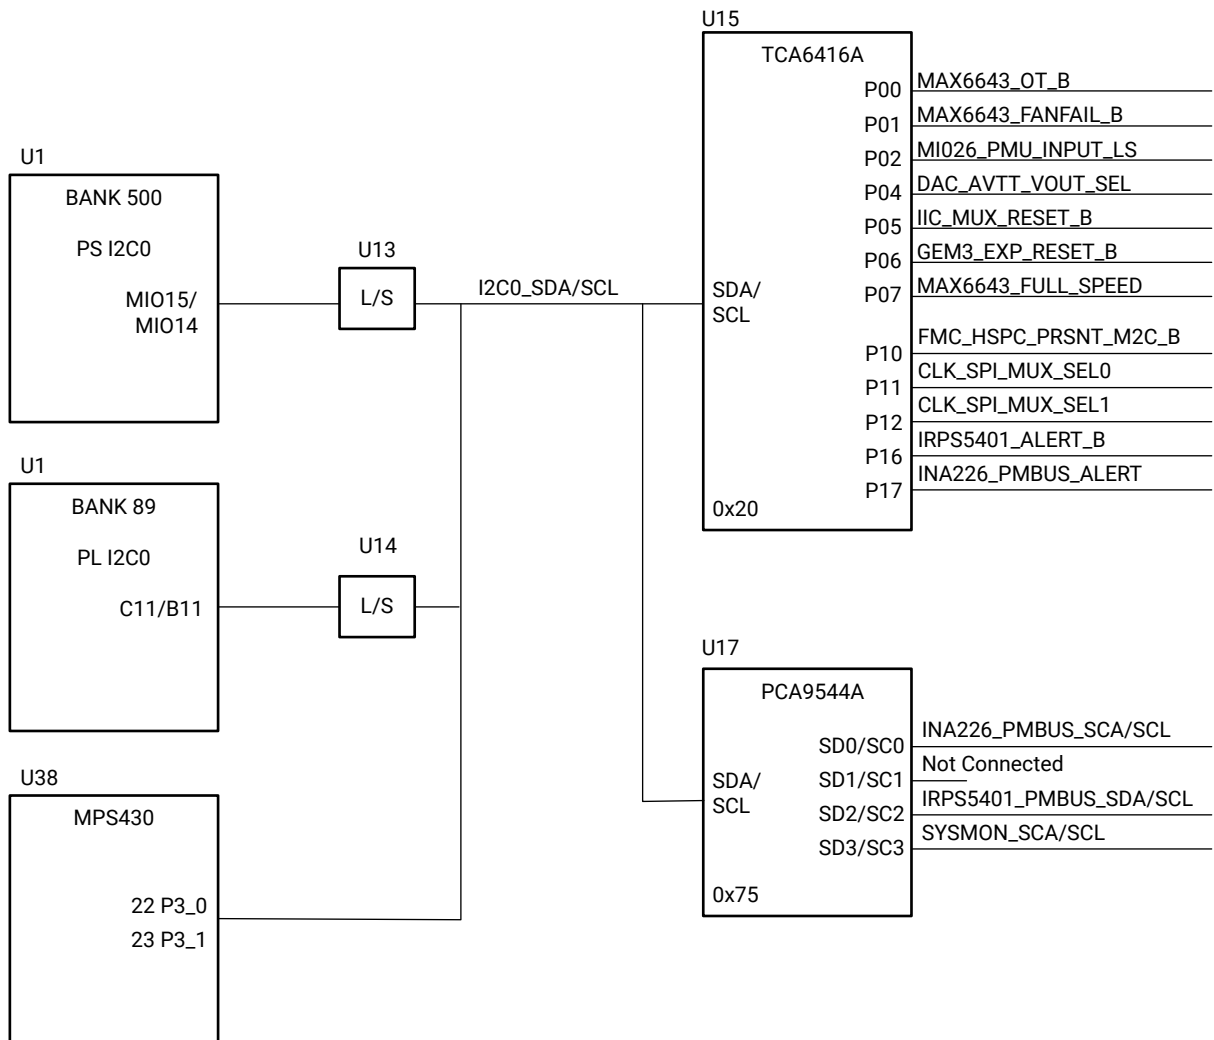 U15
TCA6416A
P00 MAX6643_OT_B
P01 MAX6643_FANFAIL_B
P02 MI026_PMU_INPUT_LS
P04 DAC_AVTT_VOUT_SEL
P05 IIC_MUX_RESET_B
P06 GEM3_EXP_RESET_B
P07 MAX6643_FULL_SPEED
SDA/
SCL
P10 FMC_HSPC_PRSNT_M2C_B
P11 CLK_SPI_MUX_SEL0
P12 CLK_SPI_MUX_SEL1
P16 IRPS5401_ALERT_B
P17 INA226_PMBUS_ALERT
0x20
U1
BANK 500
PS I2C0
MIO15/
MIO14
U13
L/S
I2C0_SDA/SCL
U1
BANK 89
PL I2C0
C11/B11
U14
L/S
U17
PCA9544A
SD0/SC0 INA226_PMBUS_SCA/SCL
SD1/SC1 Not Connected
SD2/SC2 IRPS5401_PMBUS_SDA/SCL
SD3/SC3 SYSMON_SCA/SCL
SDA/
SCL
0x75
U38
MPS430
22 P3_0
23 P3_1